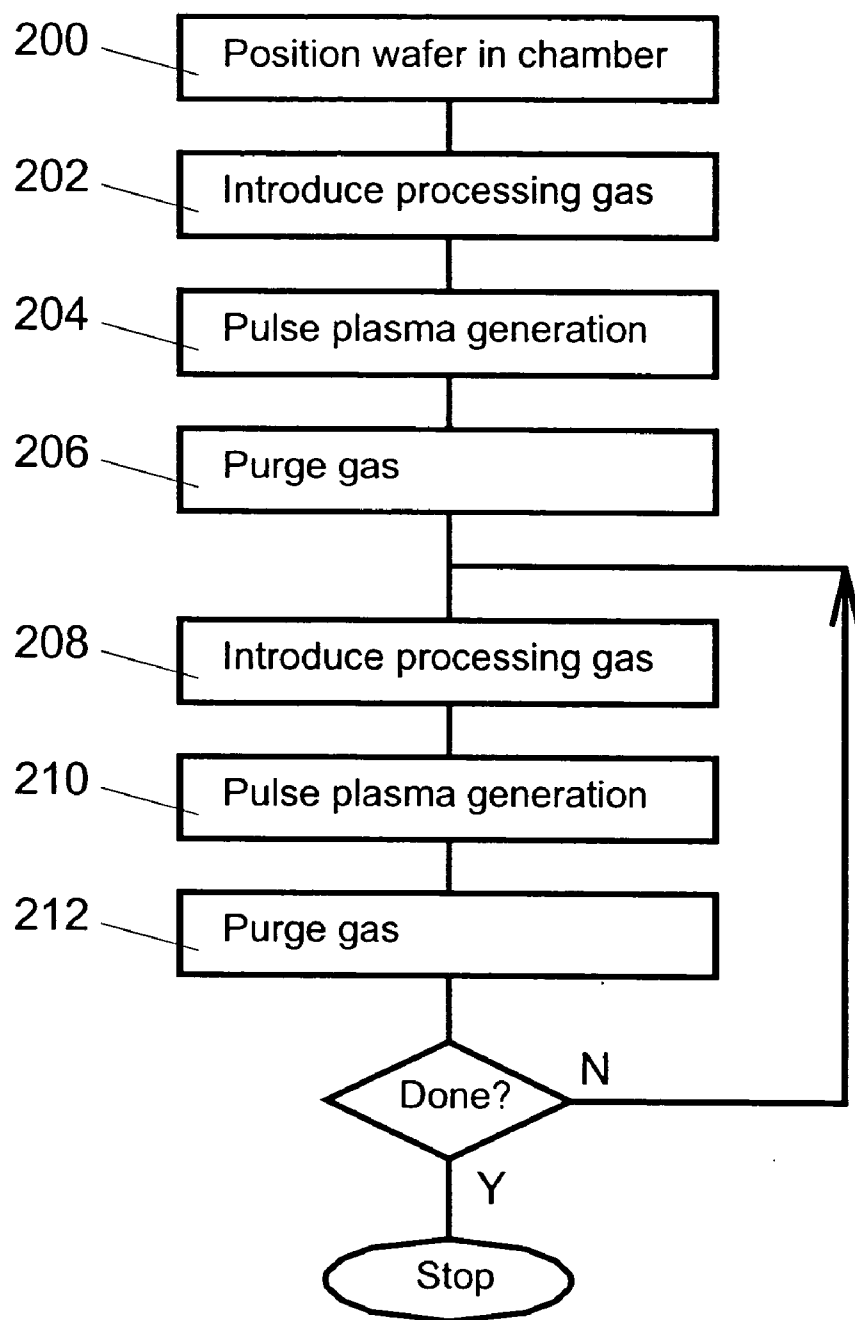 200 Position wafer in chamber
202 Introduce processing gas
204 Pulse plasma generation
206 Purge gas
208 Introduce processing gas
210 Pulse plasma generation
212 Purge gas
Done? N
Y
Stop